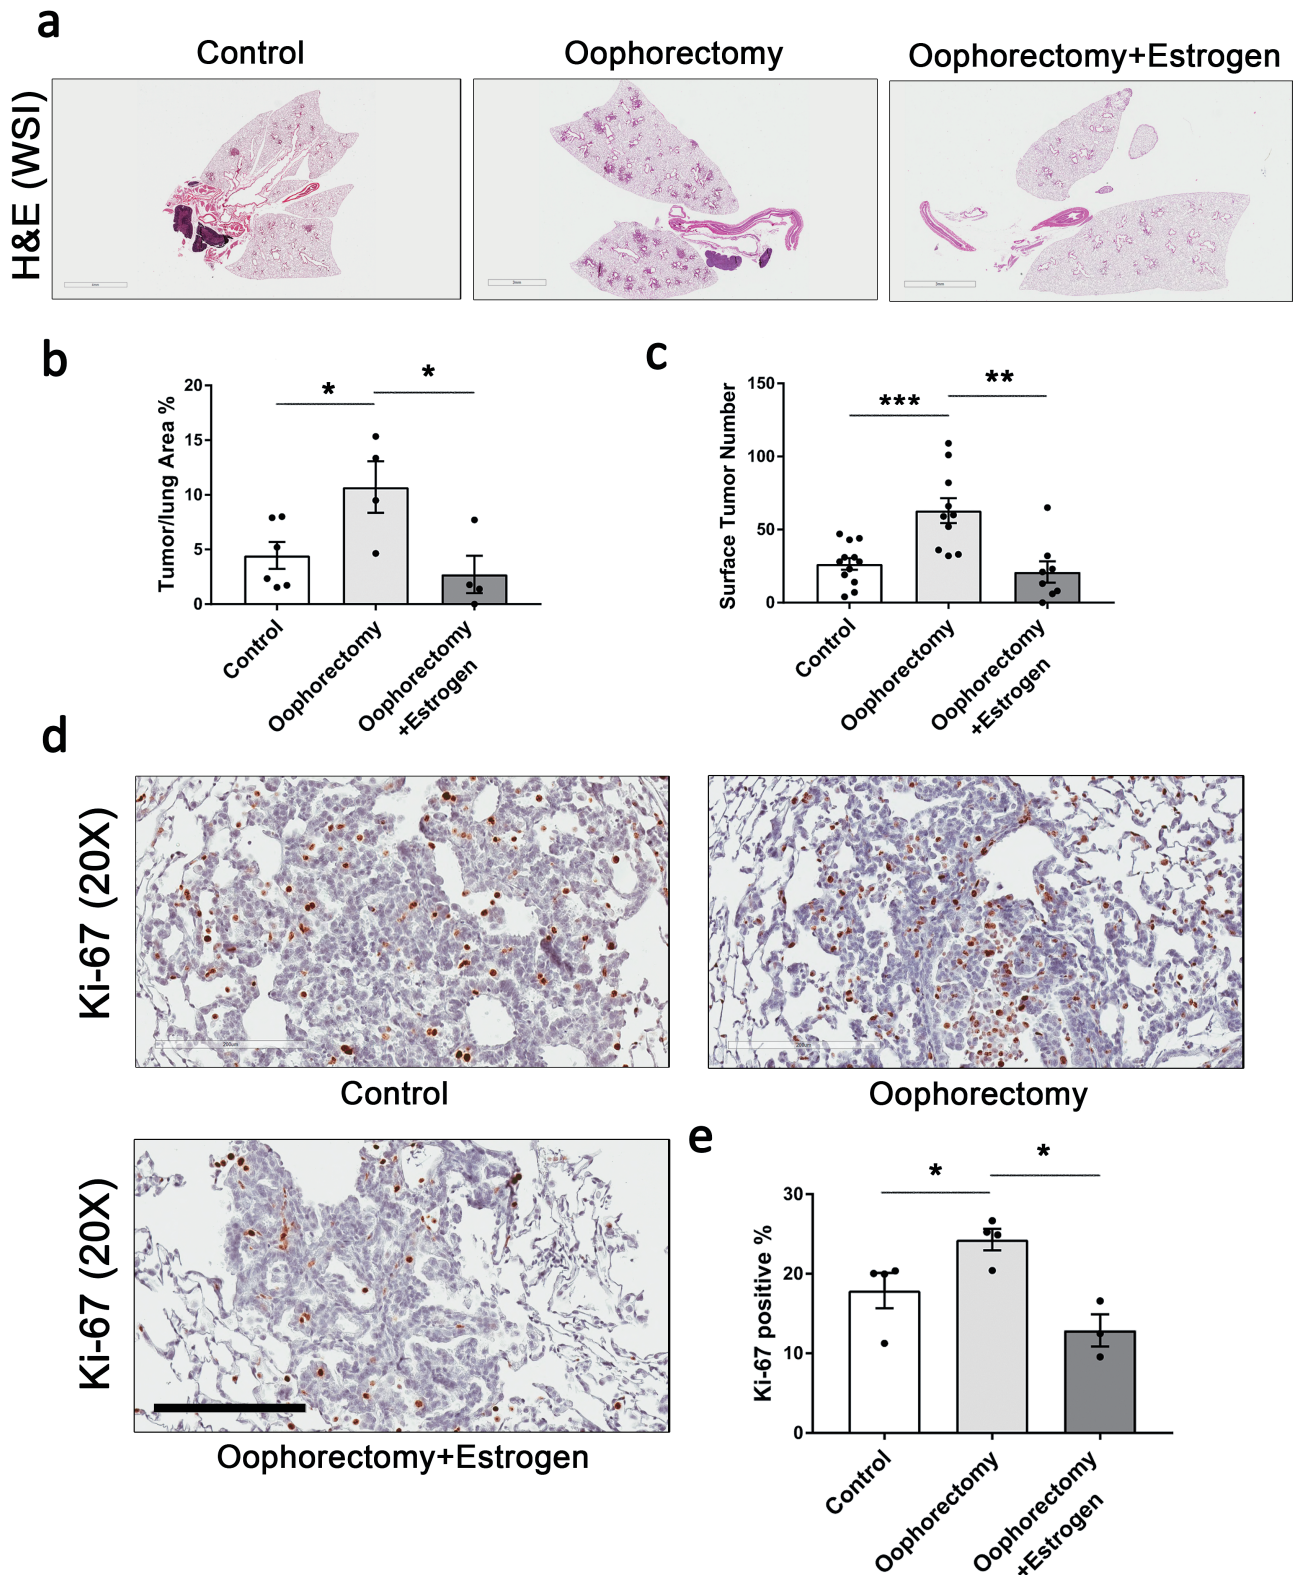 a
Control
Oophorectomy
Oophorectomy+Estrogen
H&E (WSI)
b
Tumor/lung Area %
20
15
10
5
0
*
*
Control
Oophorectomy
Oophorectomy
+Estrogen
c
Surface Tumor Number
150
100
50
0
***
**
Control
Oophorectomy
Oophorectomy
+Estrogen
d
Ki-67 (20X)
200um
Control
200um
Oophorectomy
Ki-67 (20X)
Oophorectomy+Estrogen
e
Ki-67 positive %
30
20
10
0
*
*
Control
Oophorectomy
Oophorectomy
+Estrogen